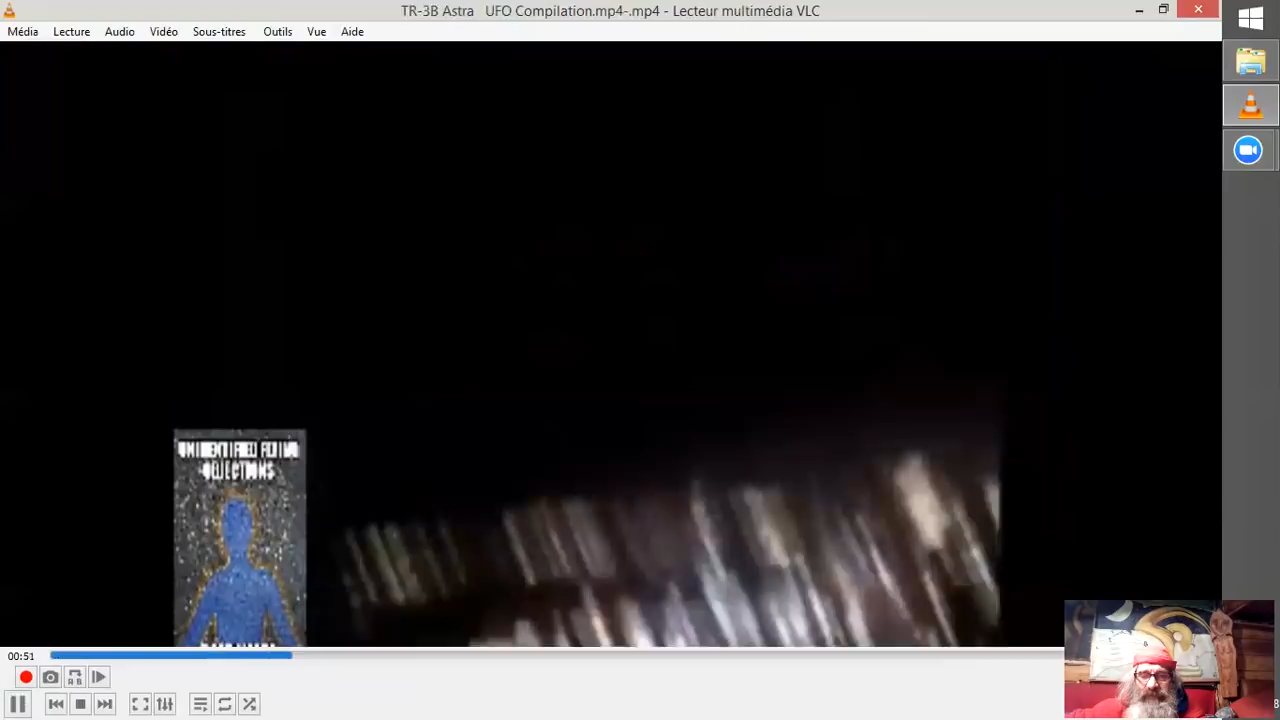 TR-3B Astra UFO Compilation.mp4-.mp4 - Lecteur multimédia VLC
Média Lecture Audio Vidéo Sous-titres Outils Vue Aide
UNIDENTIFIED FLYING
OBJECTIONS
00:51